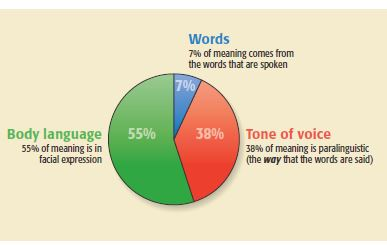 Words
7% of meaning comes from
the words that are spoken
7%
Body language
55% of meaning is in
facial expression
55%
38%
Tone of voice
38% of meaning is paralinguistic
(the way that the words are said)